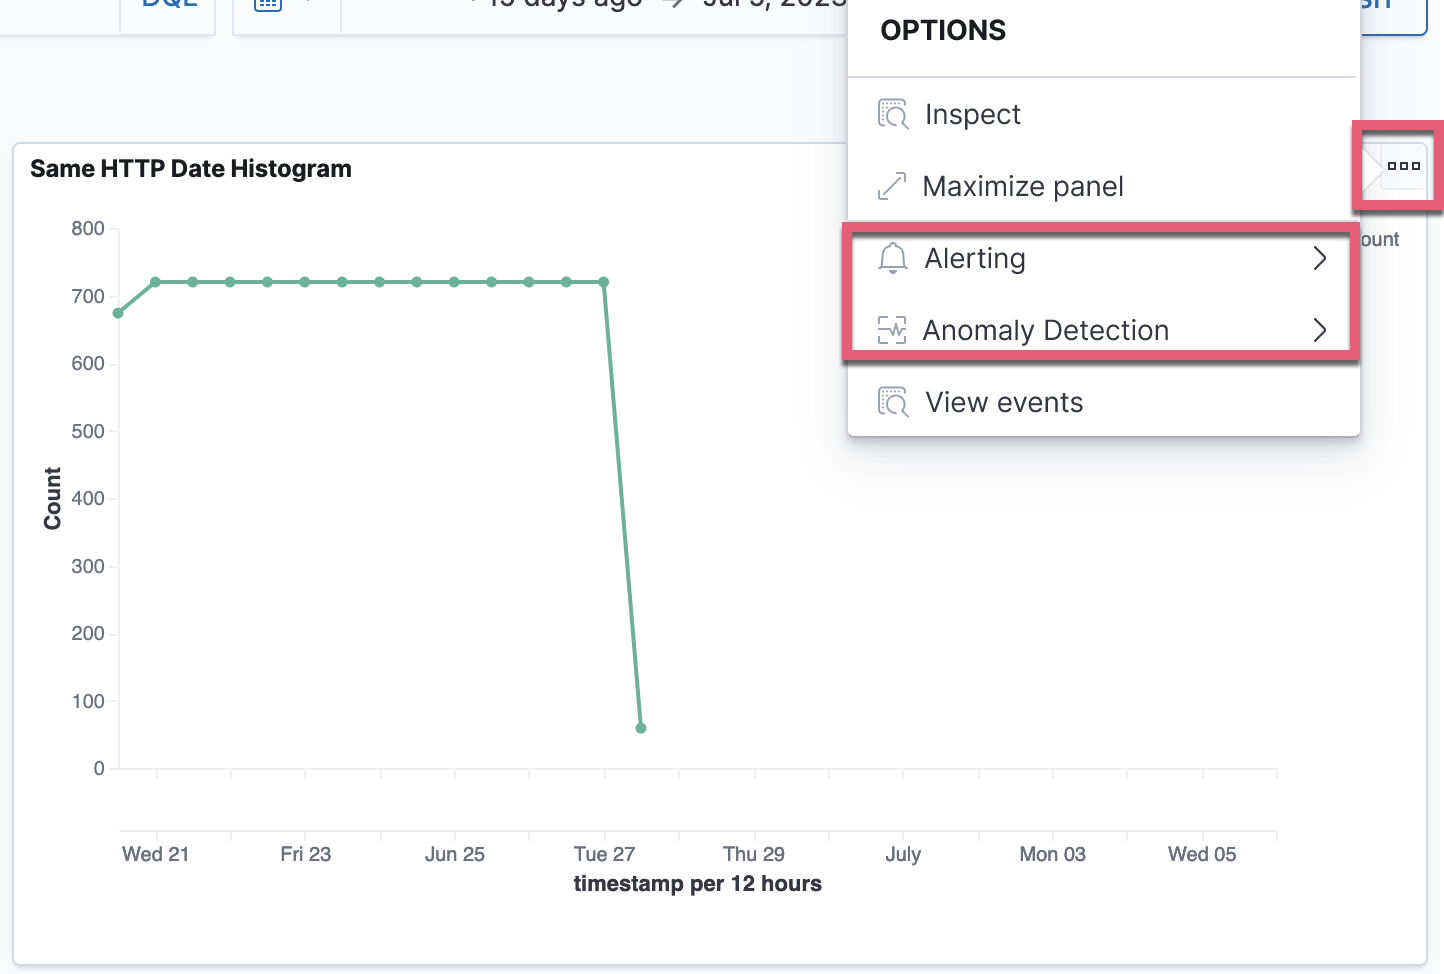 DQL
15 days ago → Jul 5, 2023
OPTIONS
Inspect
Maximize panel
Alerting
Anomaly Detection
View events
Same HTTP Date Histogram
ount
800
700
600
500
400
300
200
100
0
Count
Wed 21
Fri 23
Jun 25
Tue 27
Thu 29
July
Mon 03
Wed 05
timestamp per 12 hours